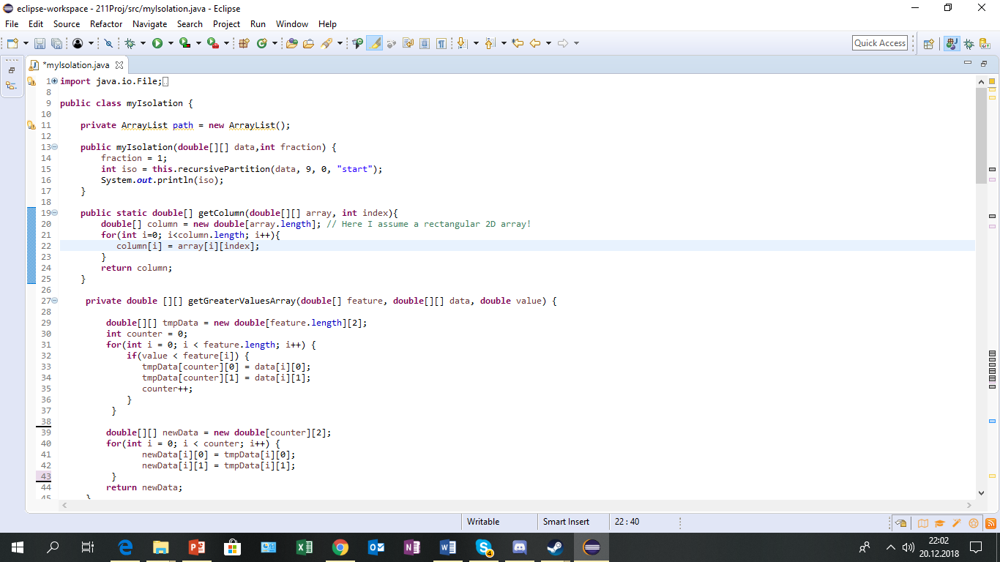 eclipse-workspace - 211Proj/src/myIsolation.java - Eclipse
File Edit Source Refactor Navigate Search Project Run Window Help
Quick Access
*myIsolation.java
1 import java.io.File;
8
9 public class myIsolation {
10
11     private ArrayList path = new ArrayList();
12
13     public myIsolation(double[][] data,int fraction) {
14         fraction = 1;
15         int iso = this.recursivePartition(data, 9, 0, "start");
16         System.out.println(iso);
17     }
18
19     public static double[] getColumn(double[][] array, int index){
20         double[] column = new double[array.length]; // Here I assume a rectangular 2D array!
21         for(int i=0; i<column.length; i++){
22            column[i] = array[i][index];
23         }
24         return column;
25     }
26
27      private double [][] getGreaterValuesArray(double[] feature, double[][] data, double value) {
28
29          double[][] tmpData = new double[feature.length][2];
30          int counter = 0;
31          for(int i = 0; i < feature.length; i++) {
32              if(value < feature[i]) {
33                 tmpData[counter][0] = data[i][0];
34                 tmpData[counter][1] = data[i][1];
35                 counter++;
36              }
37           }
38
39          double[][] newData = new double[counter][2];
40          for(int i = 0; i < counter; i++) {
41                 newData[i][0] = tmpData[i][0];
42                 newData[i][1] = tmpData[i][1];
43           }
44          return newData;
45      }
Writable Smart Insert 22 : 40
4
22:02
20.12.2018